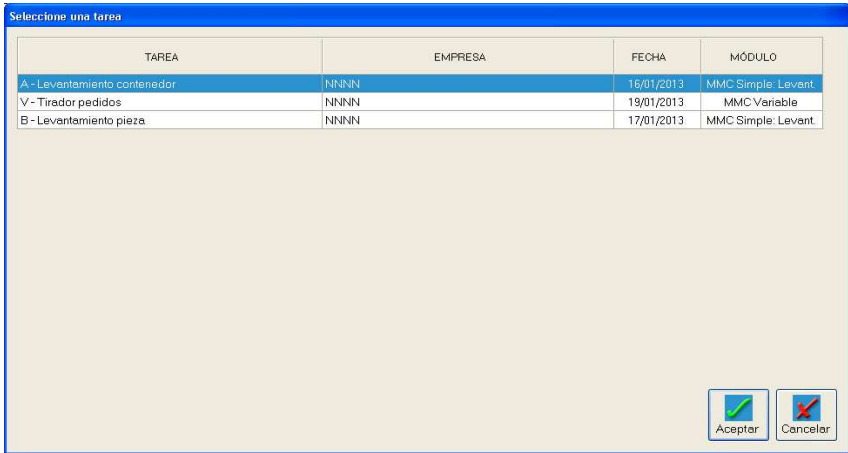 Seleccione una tarea
TAREA EMPRESA FECHA MÓDULO
A - Levantamiento contenedor NNNN 16/01/2013 MMC Simple: Levant.
V - Tirador pedidos NNNN 19/01/2013 MMC Variable
B - Levantamiento pieza NNNN 17/01/2013 MMC Simple: Levant.
Aceptar Cancelar